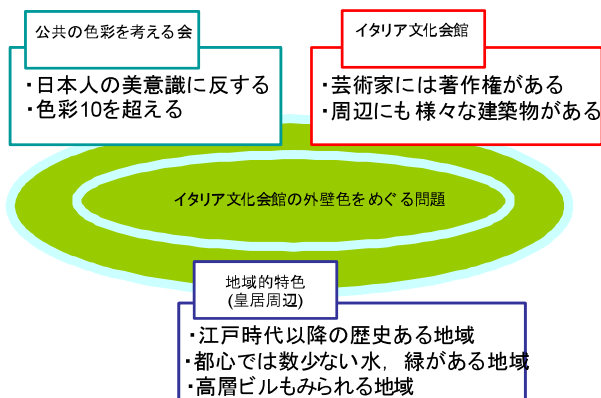 公共の色彩を考える会
・日本人の美意識に反する
・色彩10を超える
イタリア文化会館
・芸術家には著作権がある
・周辺にも様々な建築物がある
イタリア文化会館の外壁色をめぐる問題
地域的特色
(皇居周辺)
・江戸時代以降の歴史ある地域
・都心では数少ない水，緑がある地域
・高層ビルもみられる地域